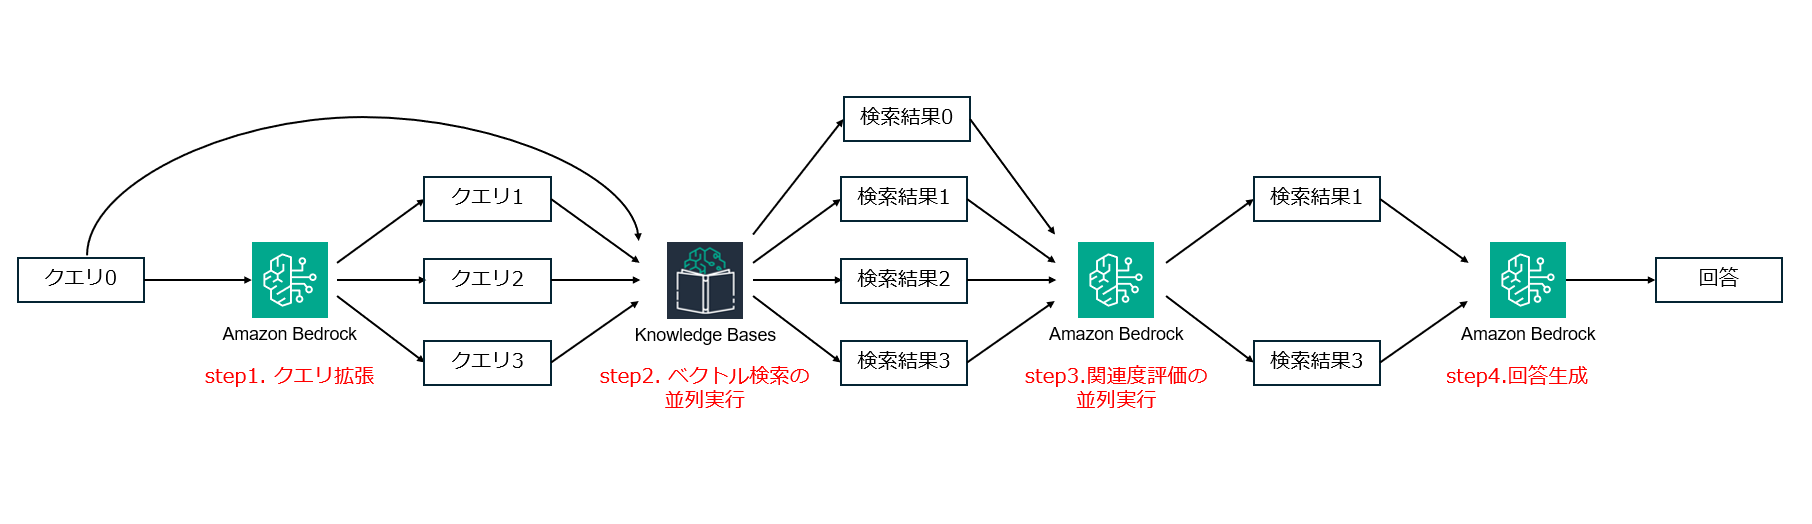 クエリ0
Amazon Bedrock
step1. クエリ拡張
クエリ1
クエリ2
クエリ3
Knowledge Bases
step2. ベクトル検索の
並列実行
検索結果0
検索結果1
検索結果2
検索結果3
Amazon Bedrock
step3.関連度評価の
並列実行
検索結果1
検索結果3
Amazon Bedrock
step4.回答生成
回答